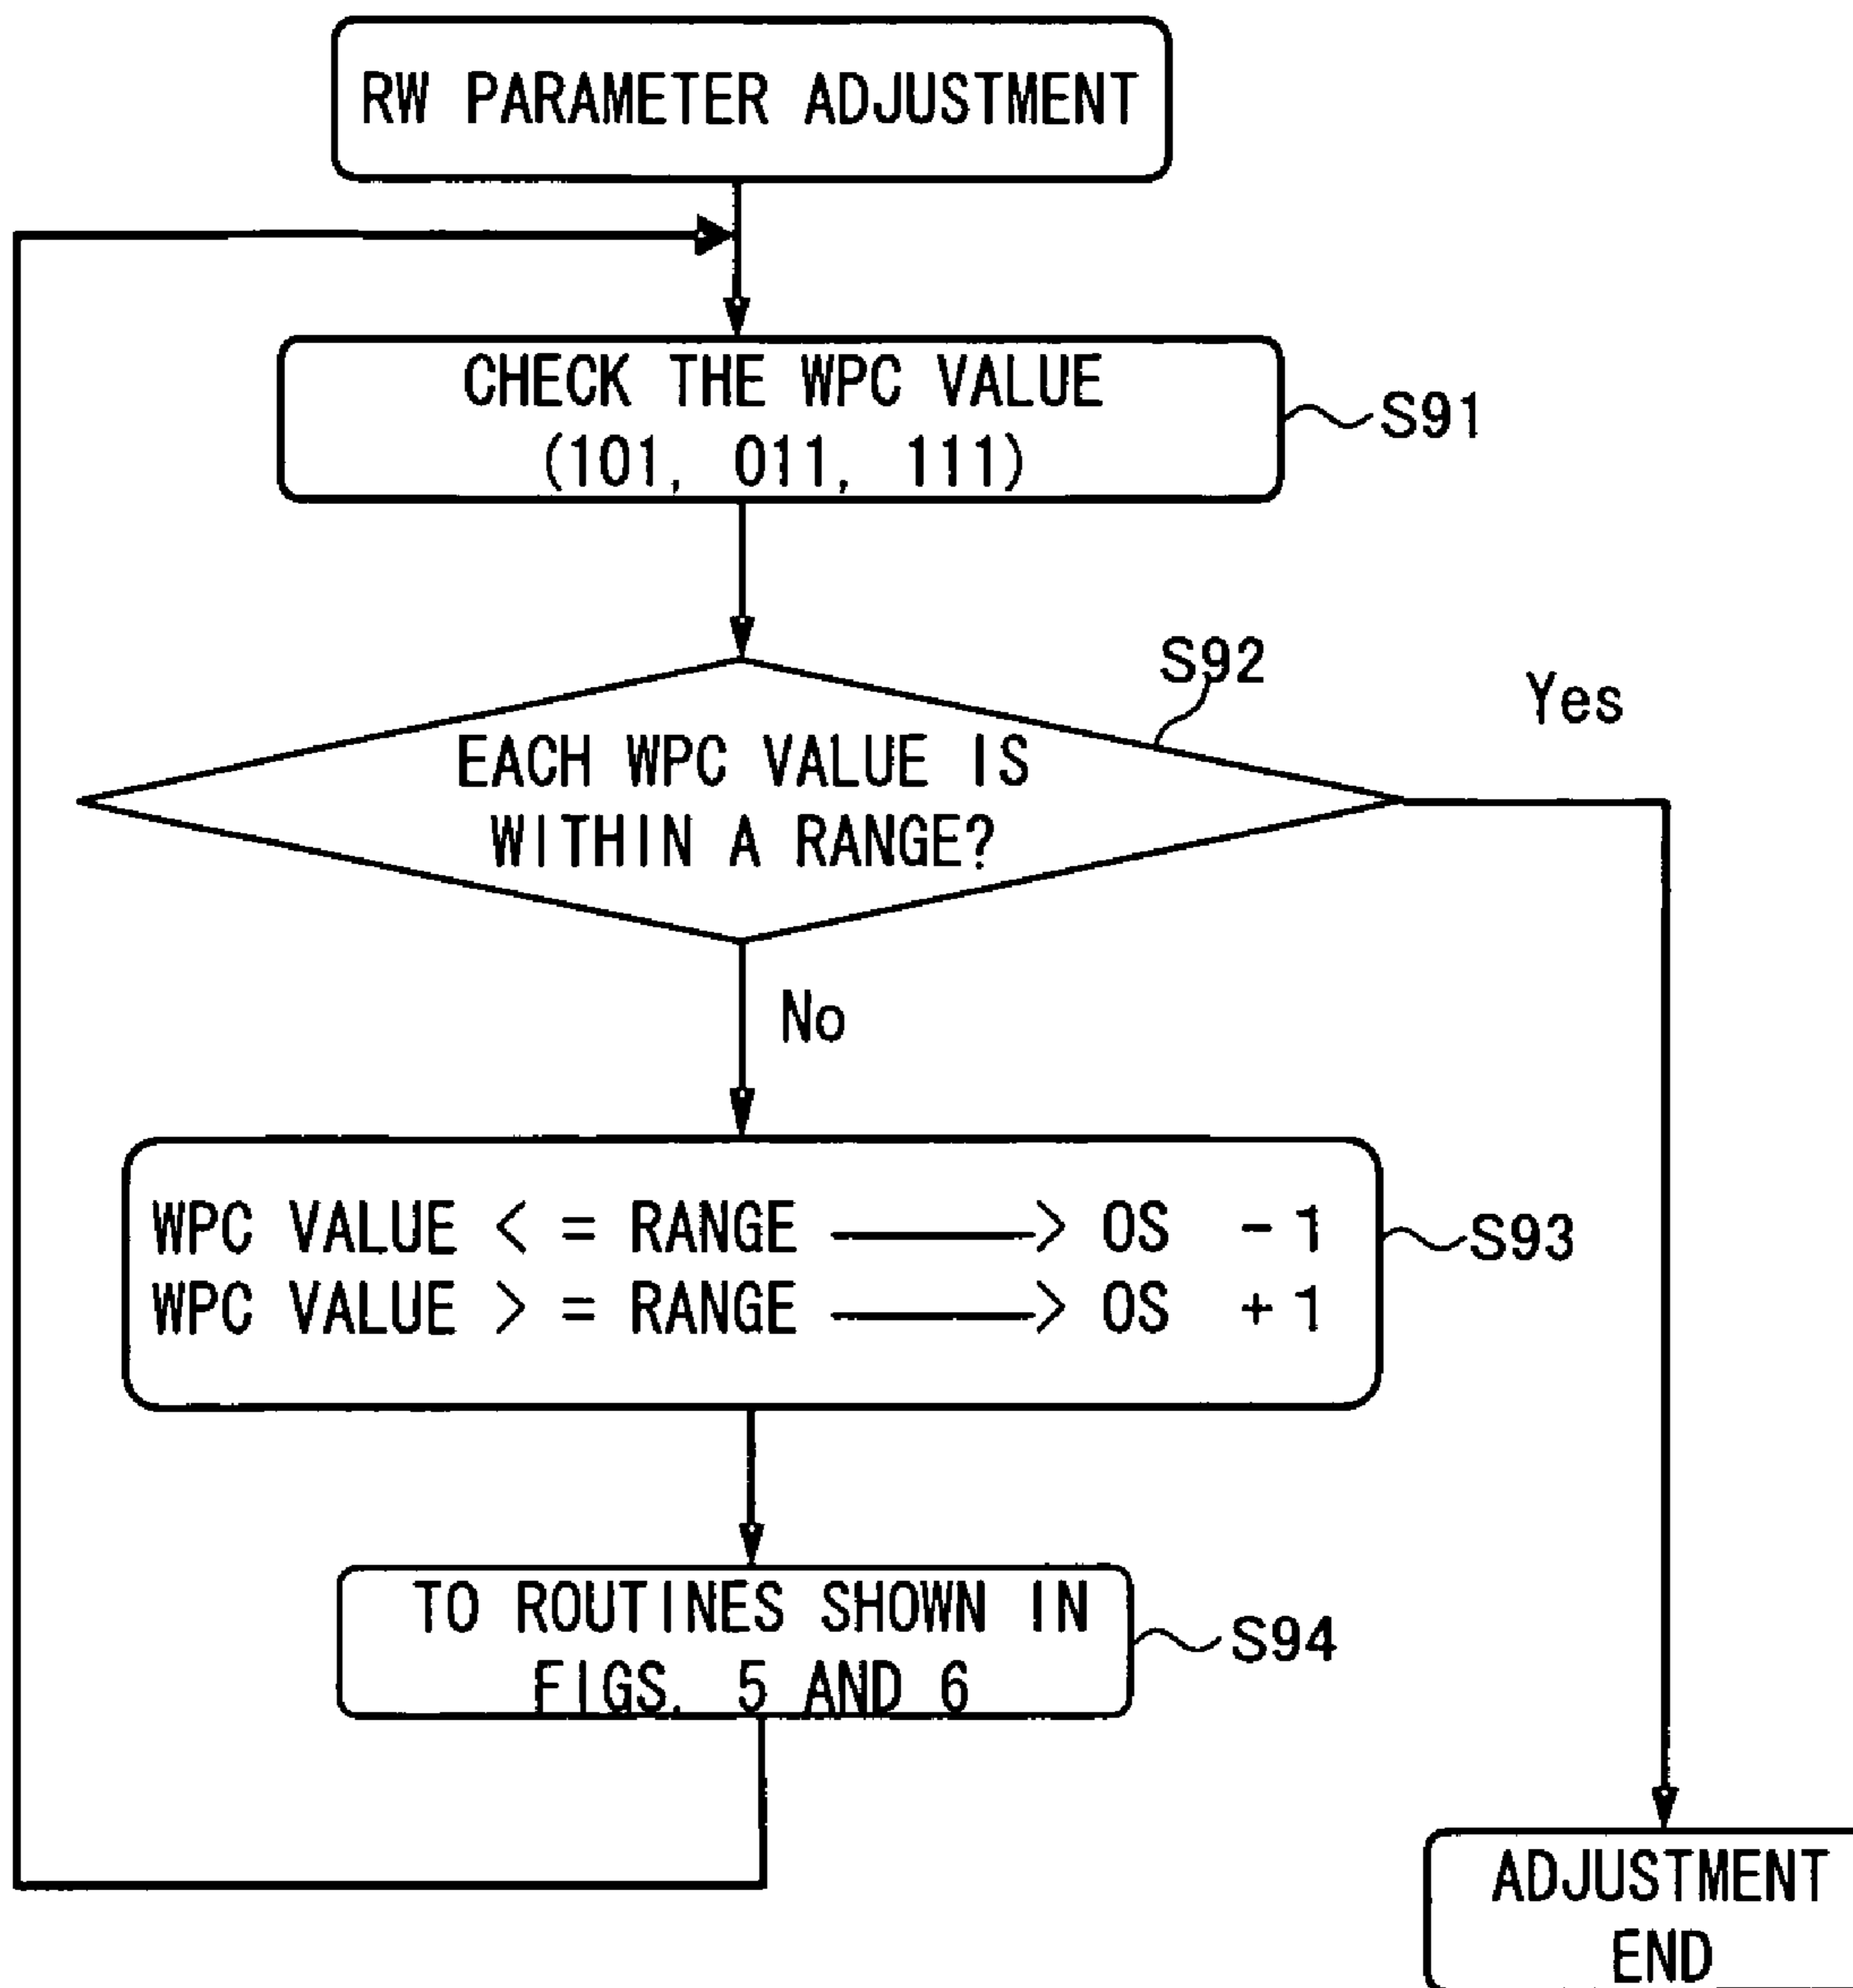 RW PARAMETER ADJUSTMENT
CHECK THE WPC VALUE
(101, 011, 111)
S91
S92
Yes
EACH WPC VALUE IS
WITHIN A RANGE?
No
WPC VALUE < = RANGE ———> OS -1
WPC VALUE > = RANGE ———> OS +1
S93
TO ROUTINES SHOWN IN
FIGS. 5 AND 6
S94
ADJUSTMENT
END